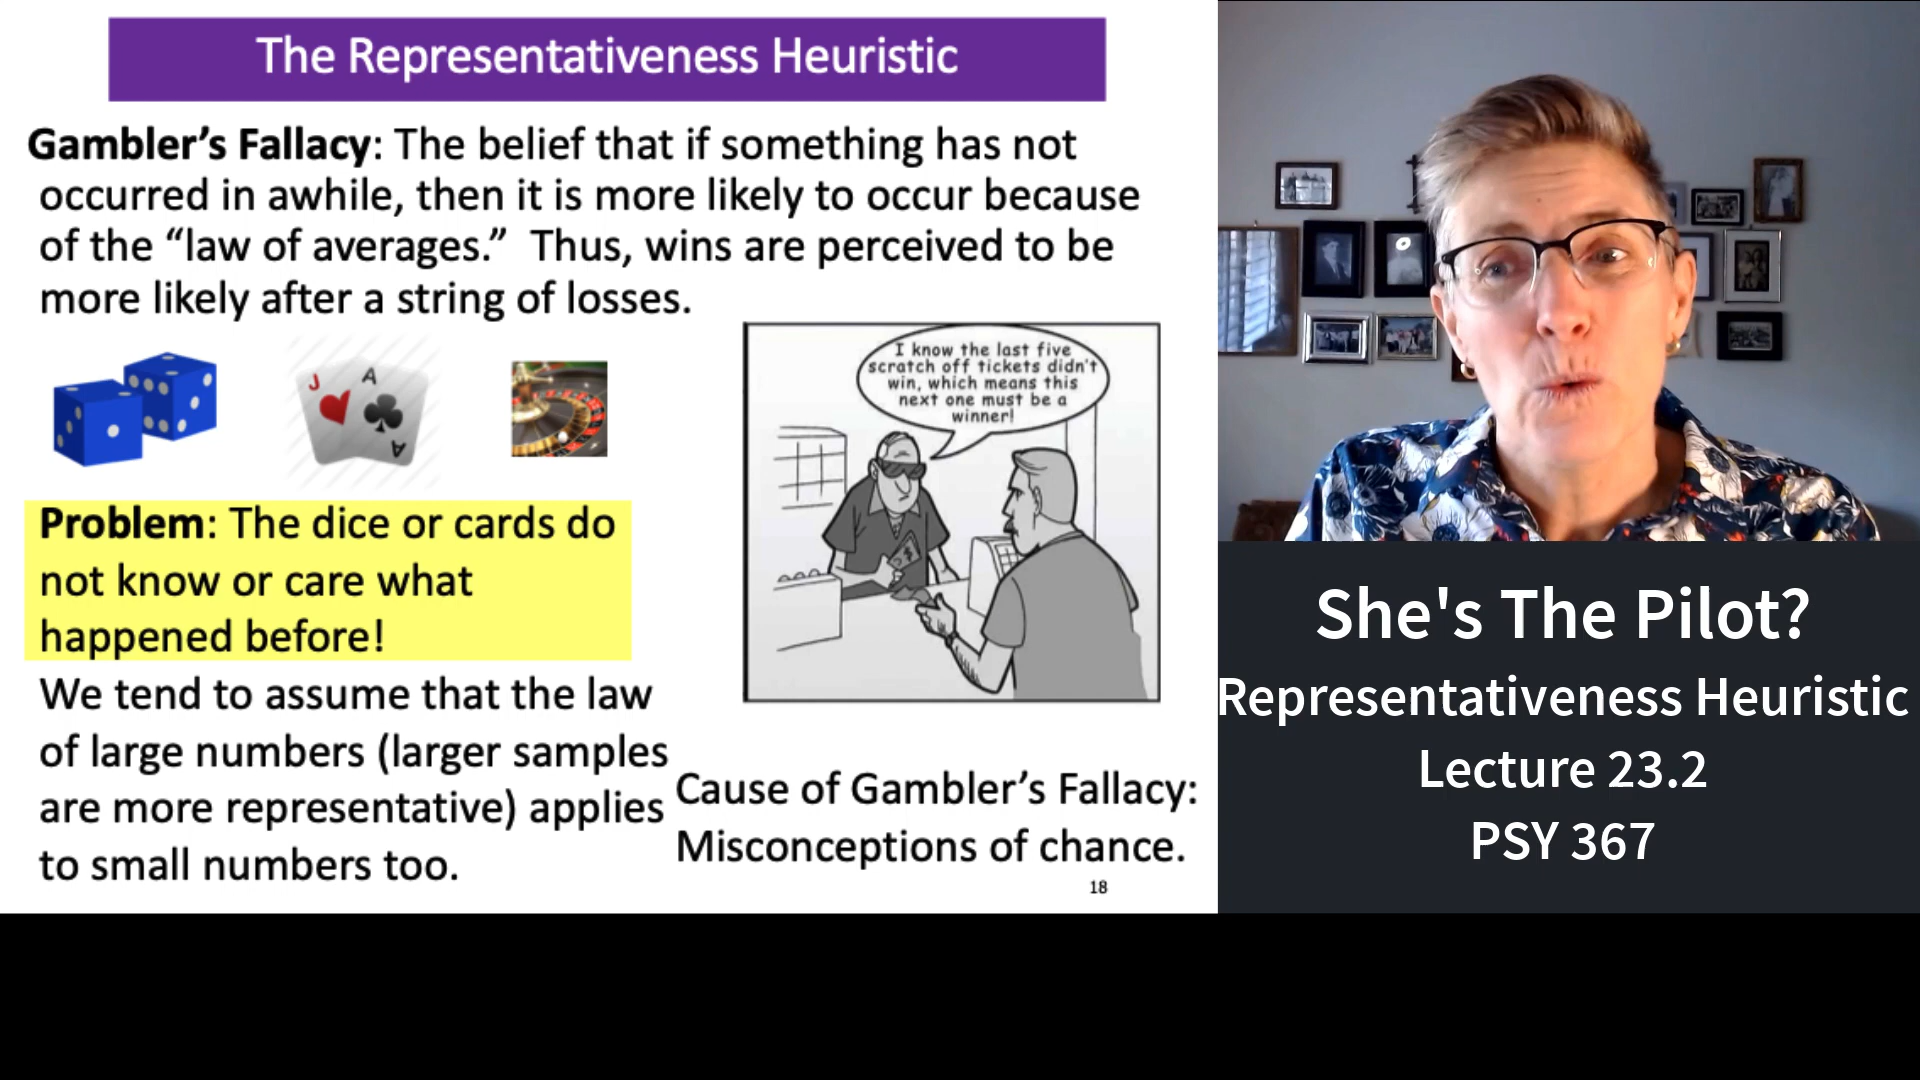 The Representativeness Heuristic
Gambler’s Fallacy: The belief that if something has not
occurred in awhile, then it is more likely to occur because
of the “law of averages.” Thus, wins are perceived to be
more likely after a string of losses.
J
A
A
I know the last five
scratch off tickets didn't
win, which means this
next one must be a
winner!
Problem: The dice or cards do
not know or care what
happened before!
We tend to assume that the law
of large numbers (larger samples
are more representative) applies
to small numbers too.
Cause of Gambler’s Fallacy:
Misconceptions of chance.
18
She's The Pilot?
Representativeness Heuristic
Lecture 23.2
PSY 367